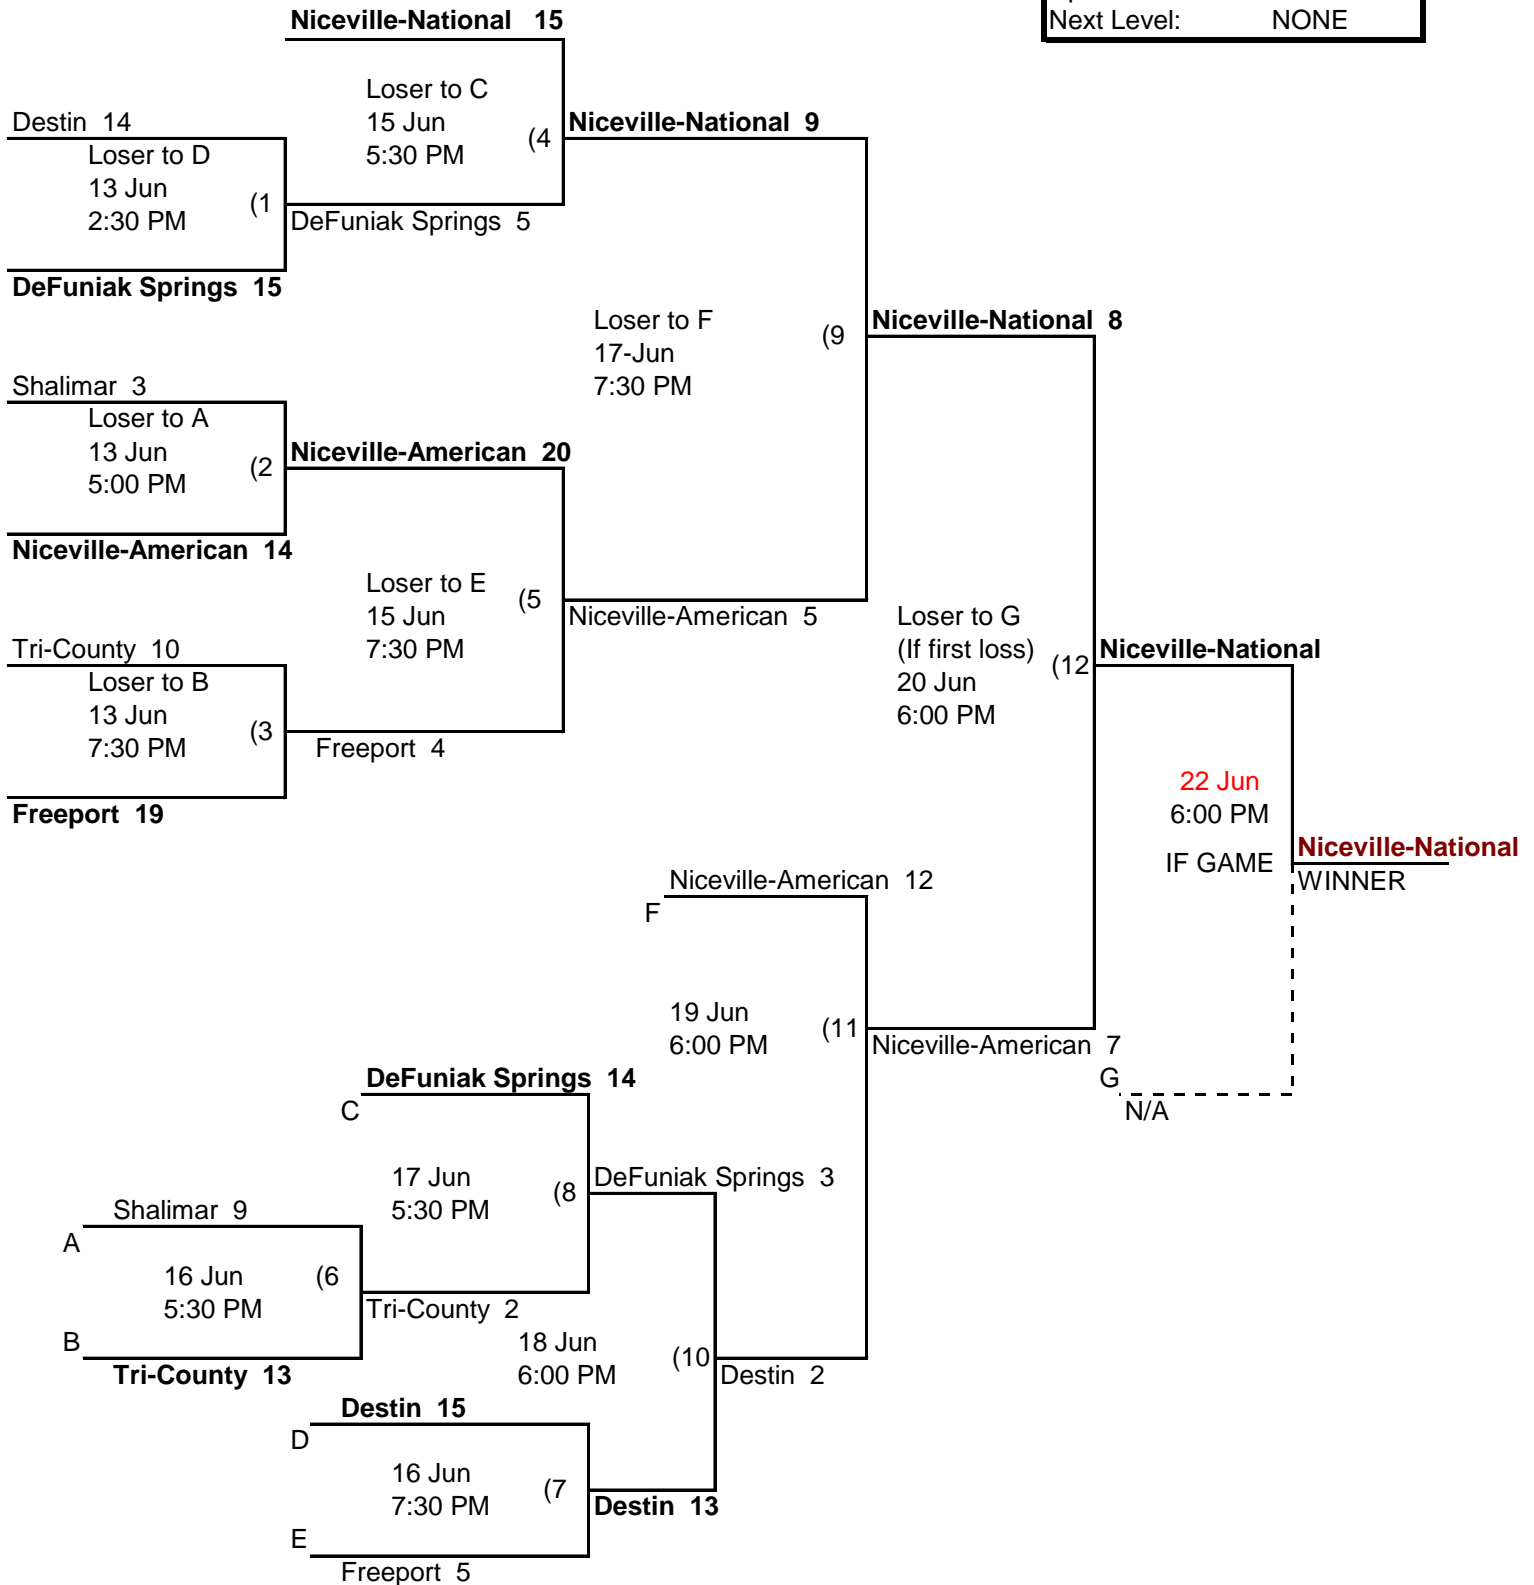 Niceville-National 15
Next Level: NONE
Loser to C
15 Jun
5:30 PM
(4
Destin 14
Niceville-National 9
Loser to D
13 Jun
2:30 PM
(1
DeFuniak Springs 5
DeFuniak Springs 15
Loser to F
17-Jun
7:30 PM
(9
Niceville-National 8
Shalimar 3
Loser to A
13 Jun
5:00 PM
(2
Niceville-American 20
Niceville-American 14
Loser to E
15 Jun
7:30 PM
(5
Niceville-American 5
Loser to G
(If first loss)
20 Jun
6:00 PM
(12
Niceville-National
Tri-County 10
Loser to B
13 Jun
7:30 PM
(3
Freeport 4
Freeport 19
22 Jun
6:00 PM
IF GAME
Niceville-National
WINNER
Niceville-American 12
F
19 Jun
6:00 PM
(11
Niceville-American 7
G
N/A
DeFuniak Springs 14
C
17 Jun
5:30 PM
(8
DeFuniak Springs 3
Shalimar 9
A
16 Jun
5:30 PM
(6
Tri-County 2
B
Tri-County 13
18 Jun
6:00 PM
(10
Destin 2
Destin 15
D
16 Jun
7:30 PM
(7
Destin 13
E
Freeport 5